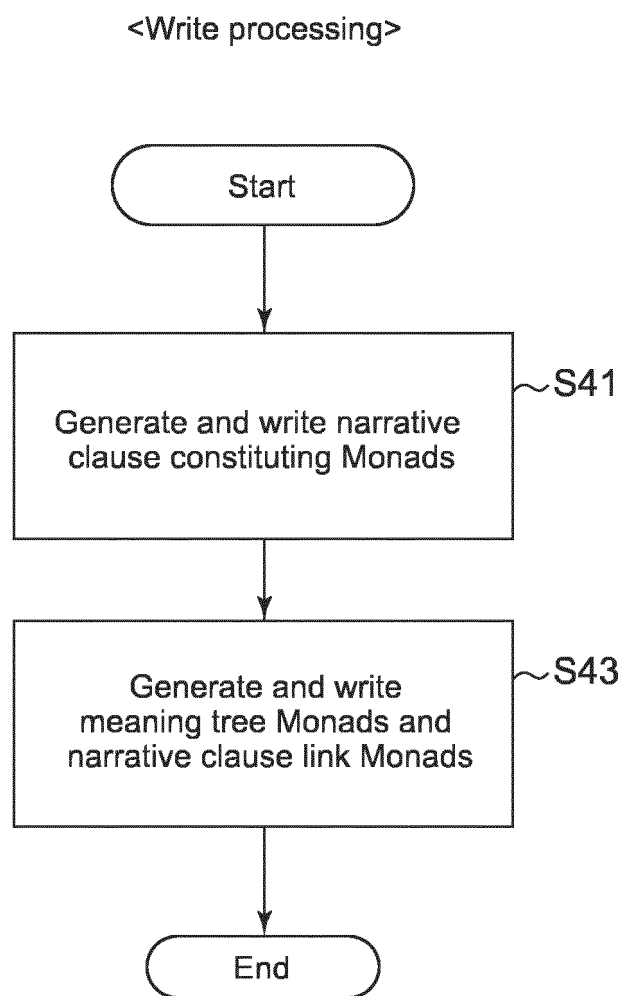 <Write processing>
Start
Generate and write narrative
clause constituting Monads
S41
Generate and write
meaning tree Monads and
narrative clause link Monads
S43
End